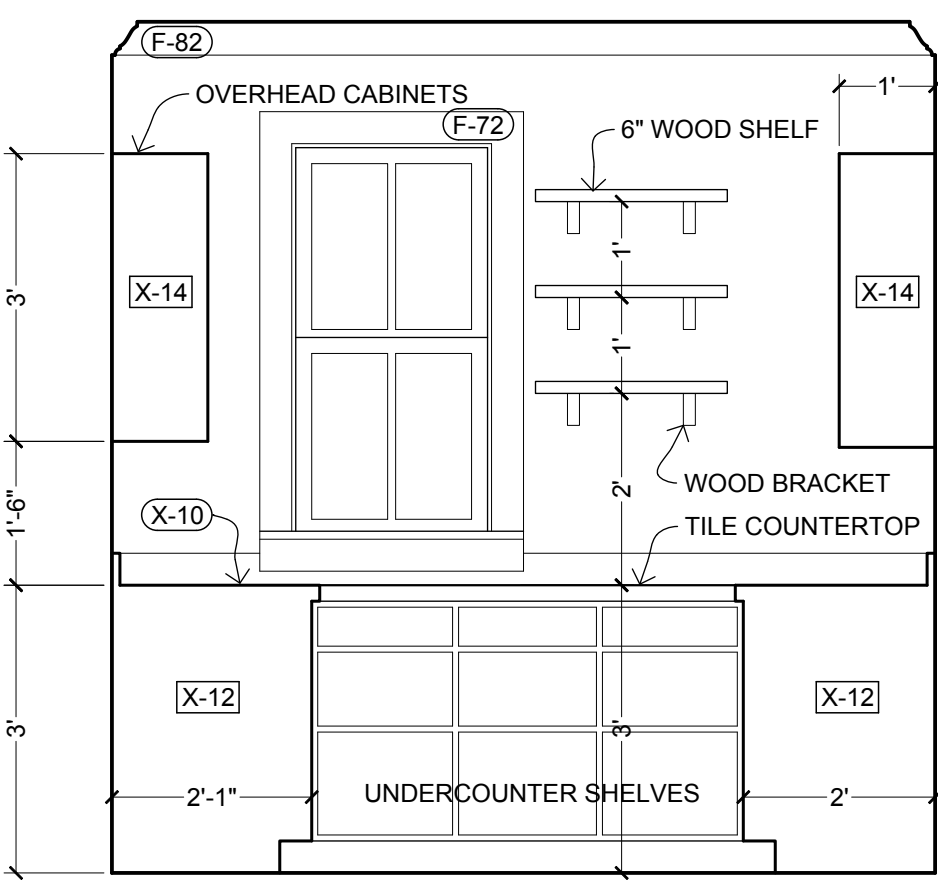 F-82
OVERHEAD CABINETS
1'
F-72
6" WOOD SHELF
1'
X-14
X-14
3'
1'
WOOD BRACKET
2'
X-10
1'-6"
TILE COUNTERTOP
X-12
X-12
3'
3'
2'-1"
UNDERCOUNTER SHELVES
2'